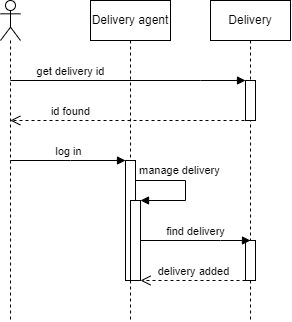 Delivery agent
Delivery
get delivery id
id found
log in
manage delivery
find delivery
delivery added